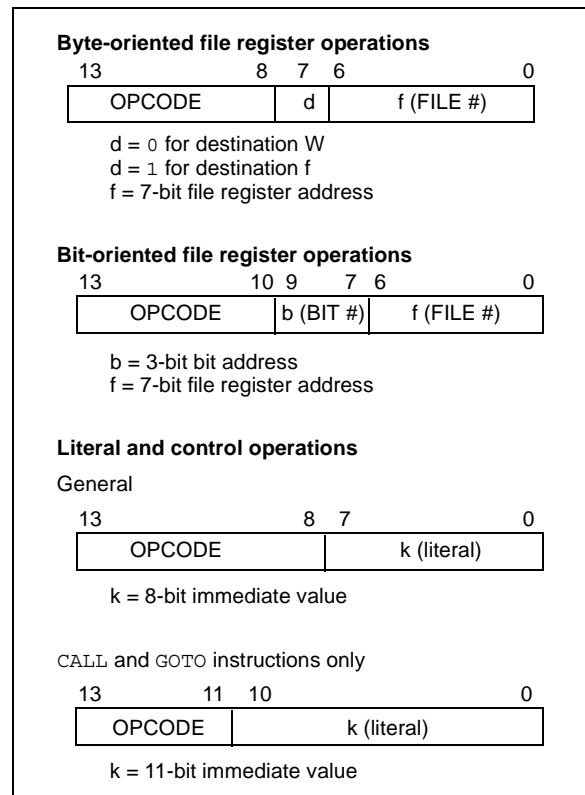 Byte-oriented file register operations
13 8 7 6 0
OPCODE d f (FILE #)
d = 0 for destination W
d = 1 for destination f
f = 7-bit file register address
Bit-oriented file register operations
13 10 9 7 6 0
OPCODE b (BIT #) f (FILE #)
b = 3-bit bit address
f = 7-bit file register address
Literal and control operations
General
13 8 7 0
OPCODE k (literal)
k = 8-bit immediate value
CALL and GOTO instructions only
13 11 10 0
OPCODE k (literal)
k = 11-bit immediate value